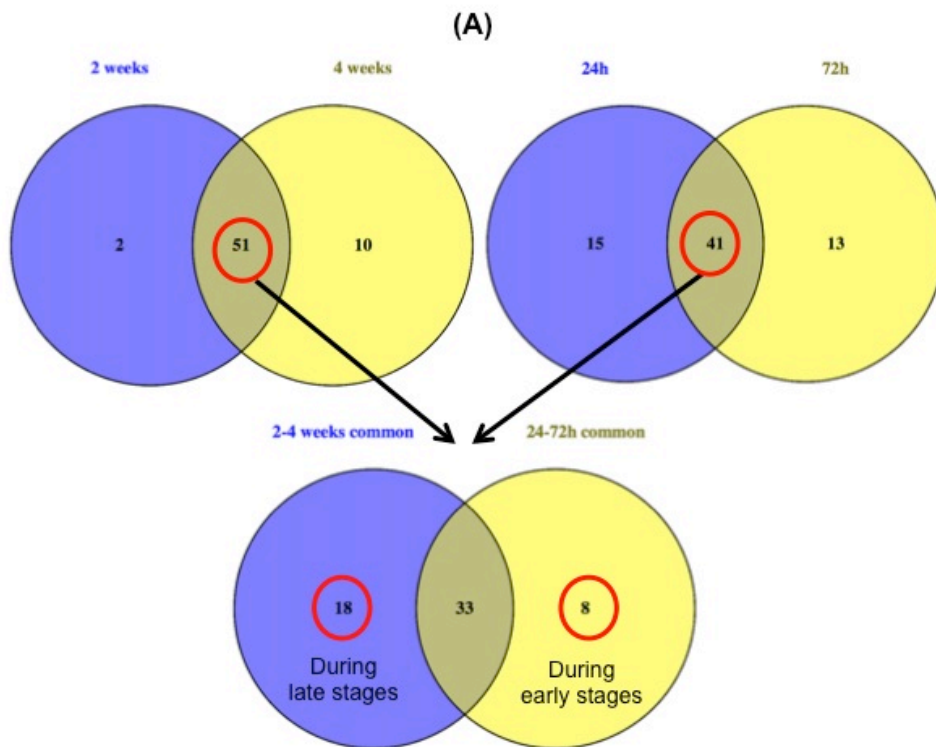 (A)
2 weeks
4 weeks
24h
72h
2
51
10
15
41
13
2-4 weeks common
24-72h common
18
33
8
During
late stages
During
early stages